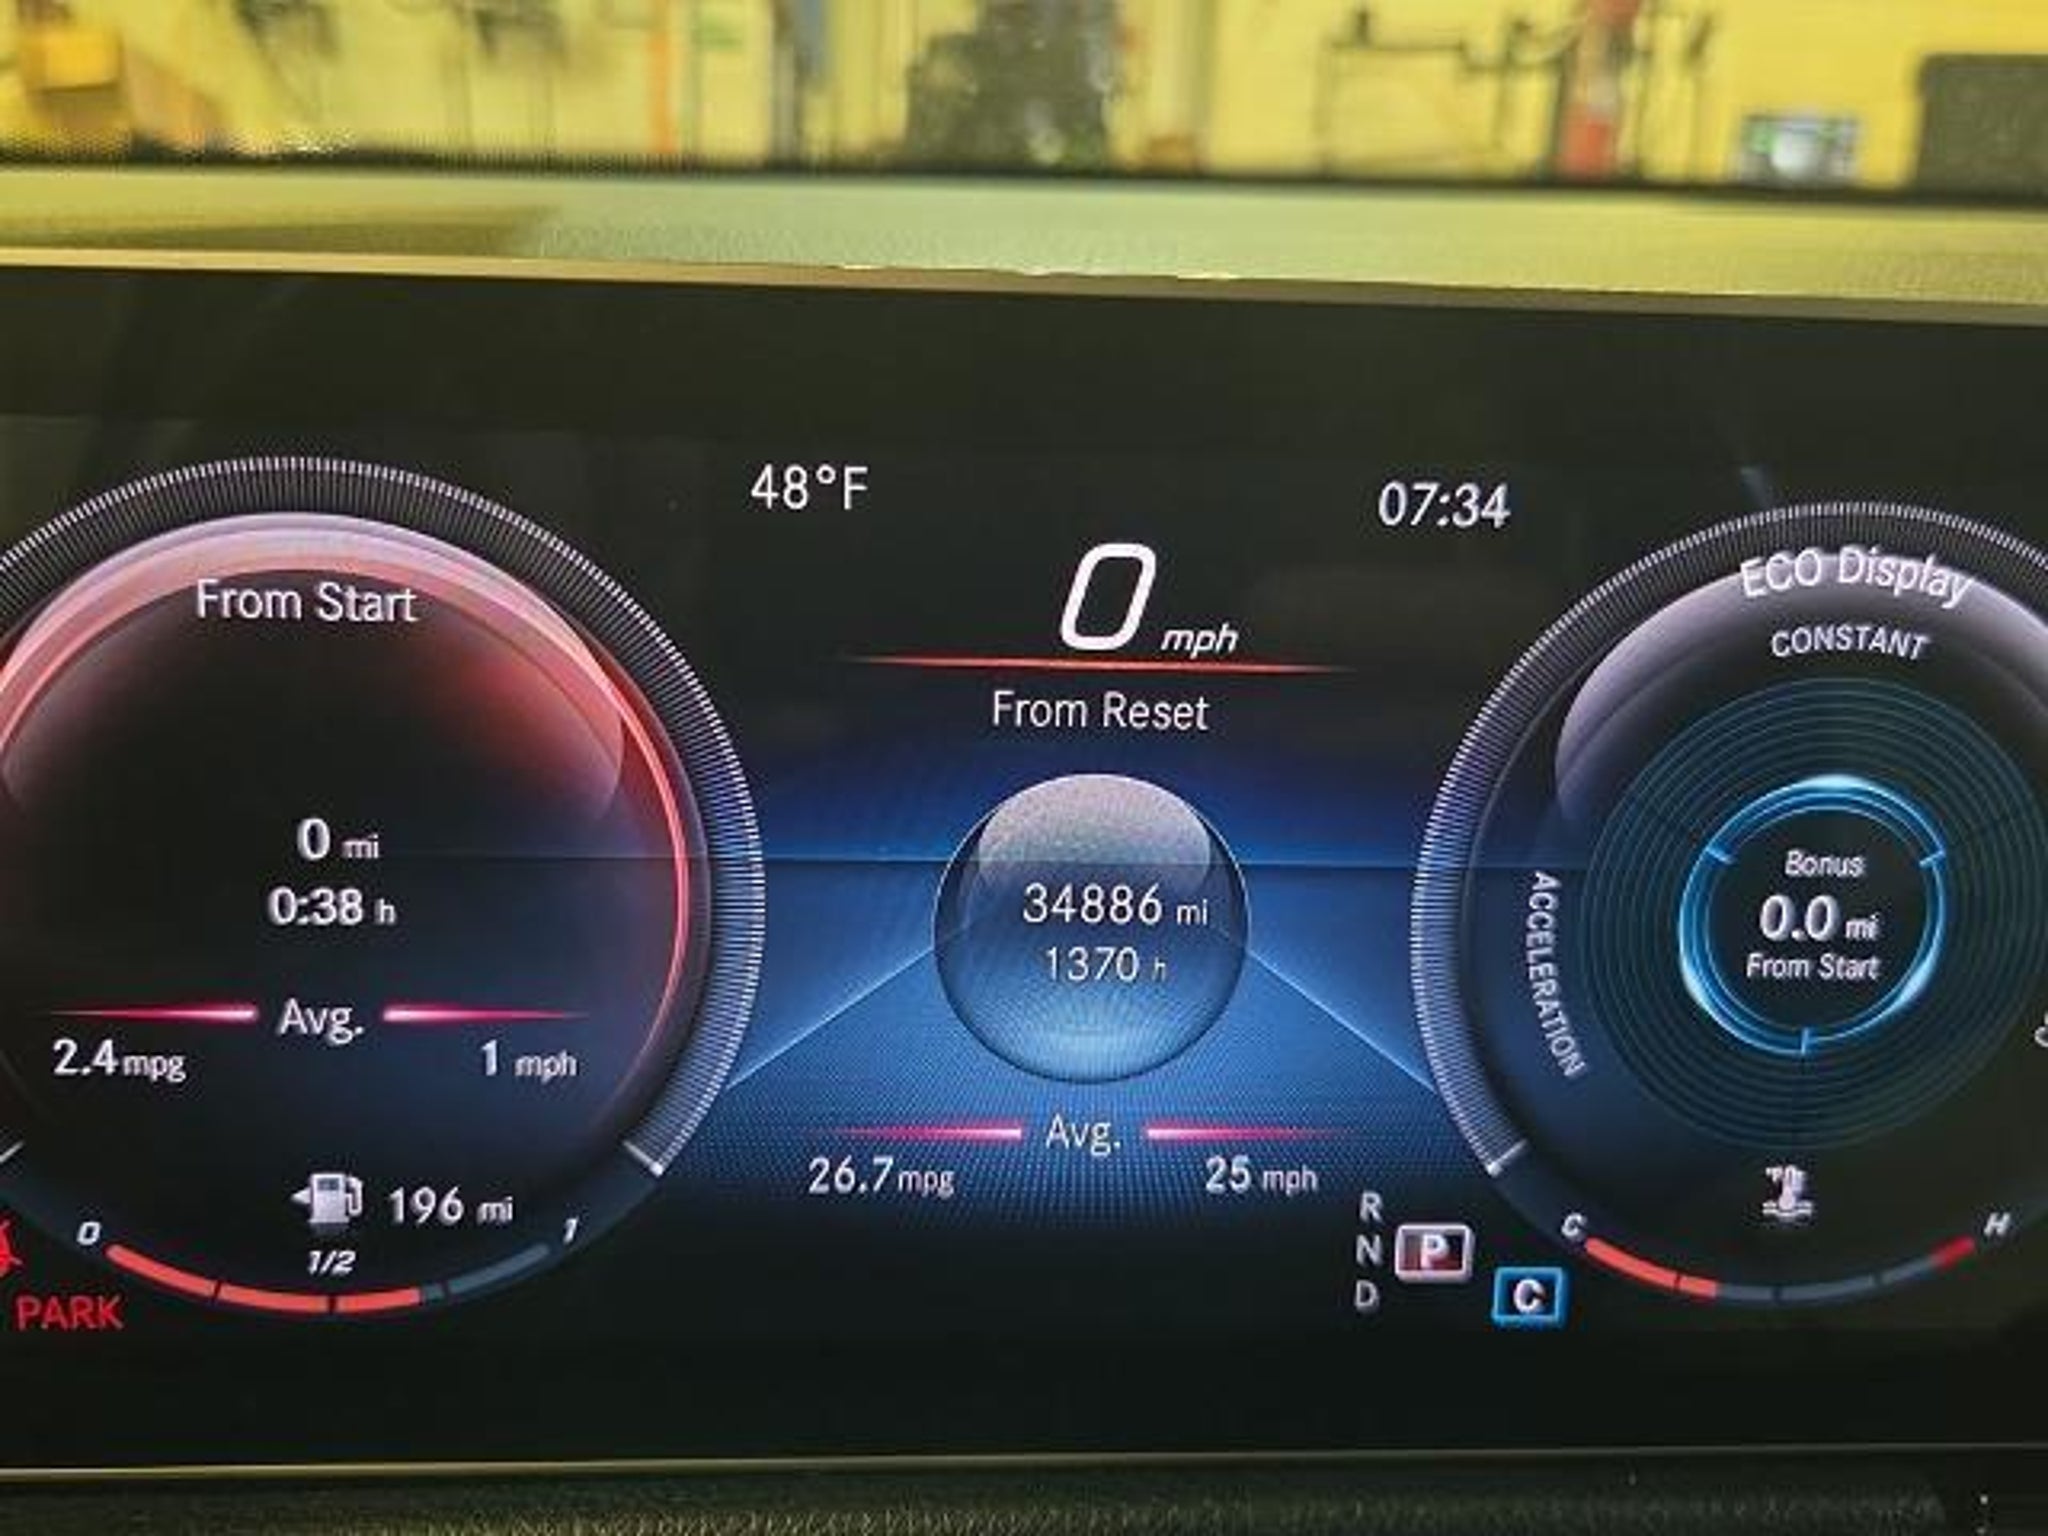 48°F
07:34
0 mph
From Start
0 mi
0:38 h
Avg.
2.4 mpg
1 mph
196 mi
0
1/2
1
PARK
From Reset
34886 mi
1370 h
Avg.
26.7 mpg
25 mph
R
N
D
P
C
ECO Display
CONSTANT
ACCELERATION
Bonus
0.0 mi
From Start
C
H